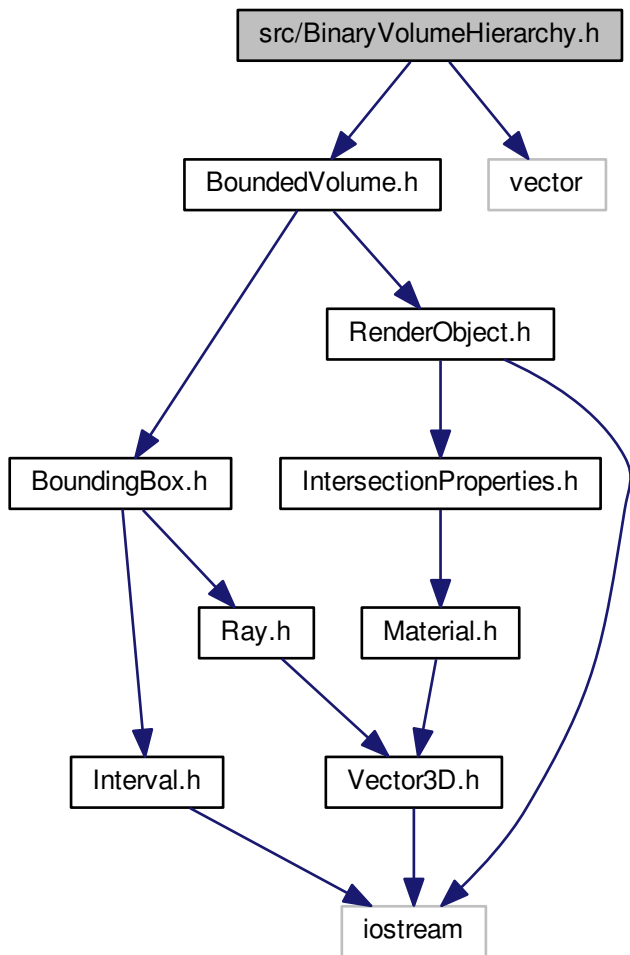 src/BinaryVolumeHierarchy.h
BoundedVolume.h
vector
RenderObject.h
BoundingBox.h
IntersectionProperties.h
Ray.h
Material.h
Interval.h
Vector3D.h
iostream